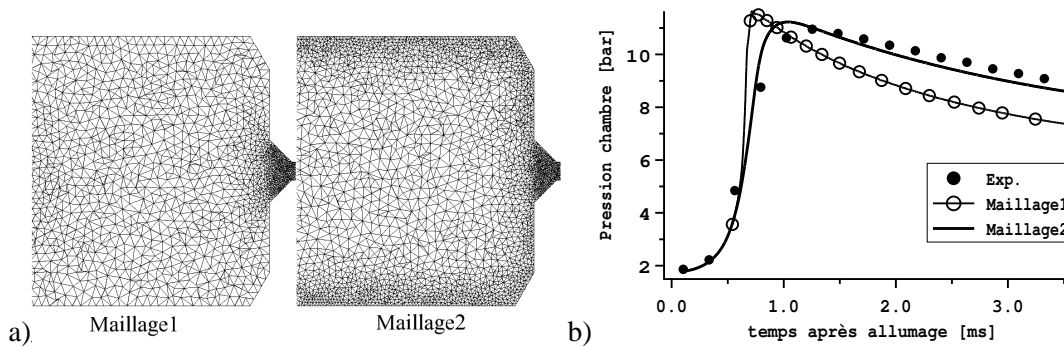 Maillage1
Maillage2
a)
Pression chambre [bar]
10
8
6
4
2
0.0
1.0
2.0
3.0
temps après allumage [ms]
Exp.
Maillage1
Maillage2
b)